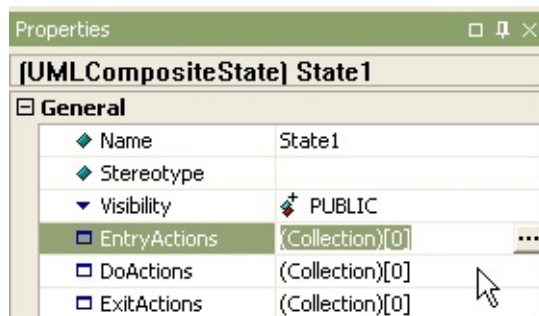 Properties
(UMLCompositeState) State1
General
Name State1
Stereotype
Visibility PUBLIC
EntryActions (Collection)[0] ...
DoActions (Collection)[0]
ExitActions (Collection)[0]